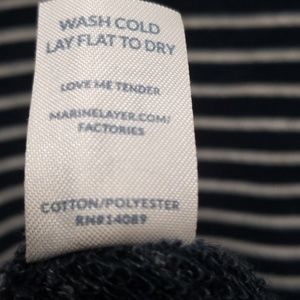 WASH COLD
LAY FLAT TO DRY
LOVE ME TENDER
MARINELAYER.COM/
FACTORIES
COTTON/POLYESTER
RN#14089